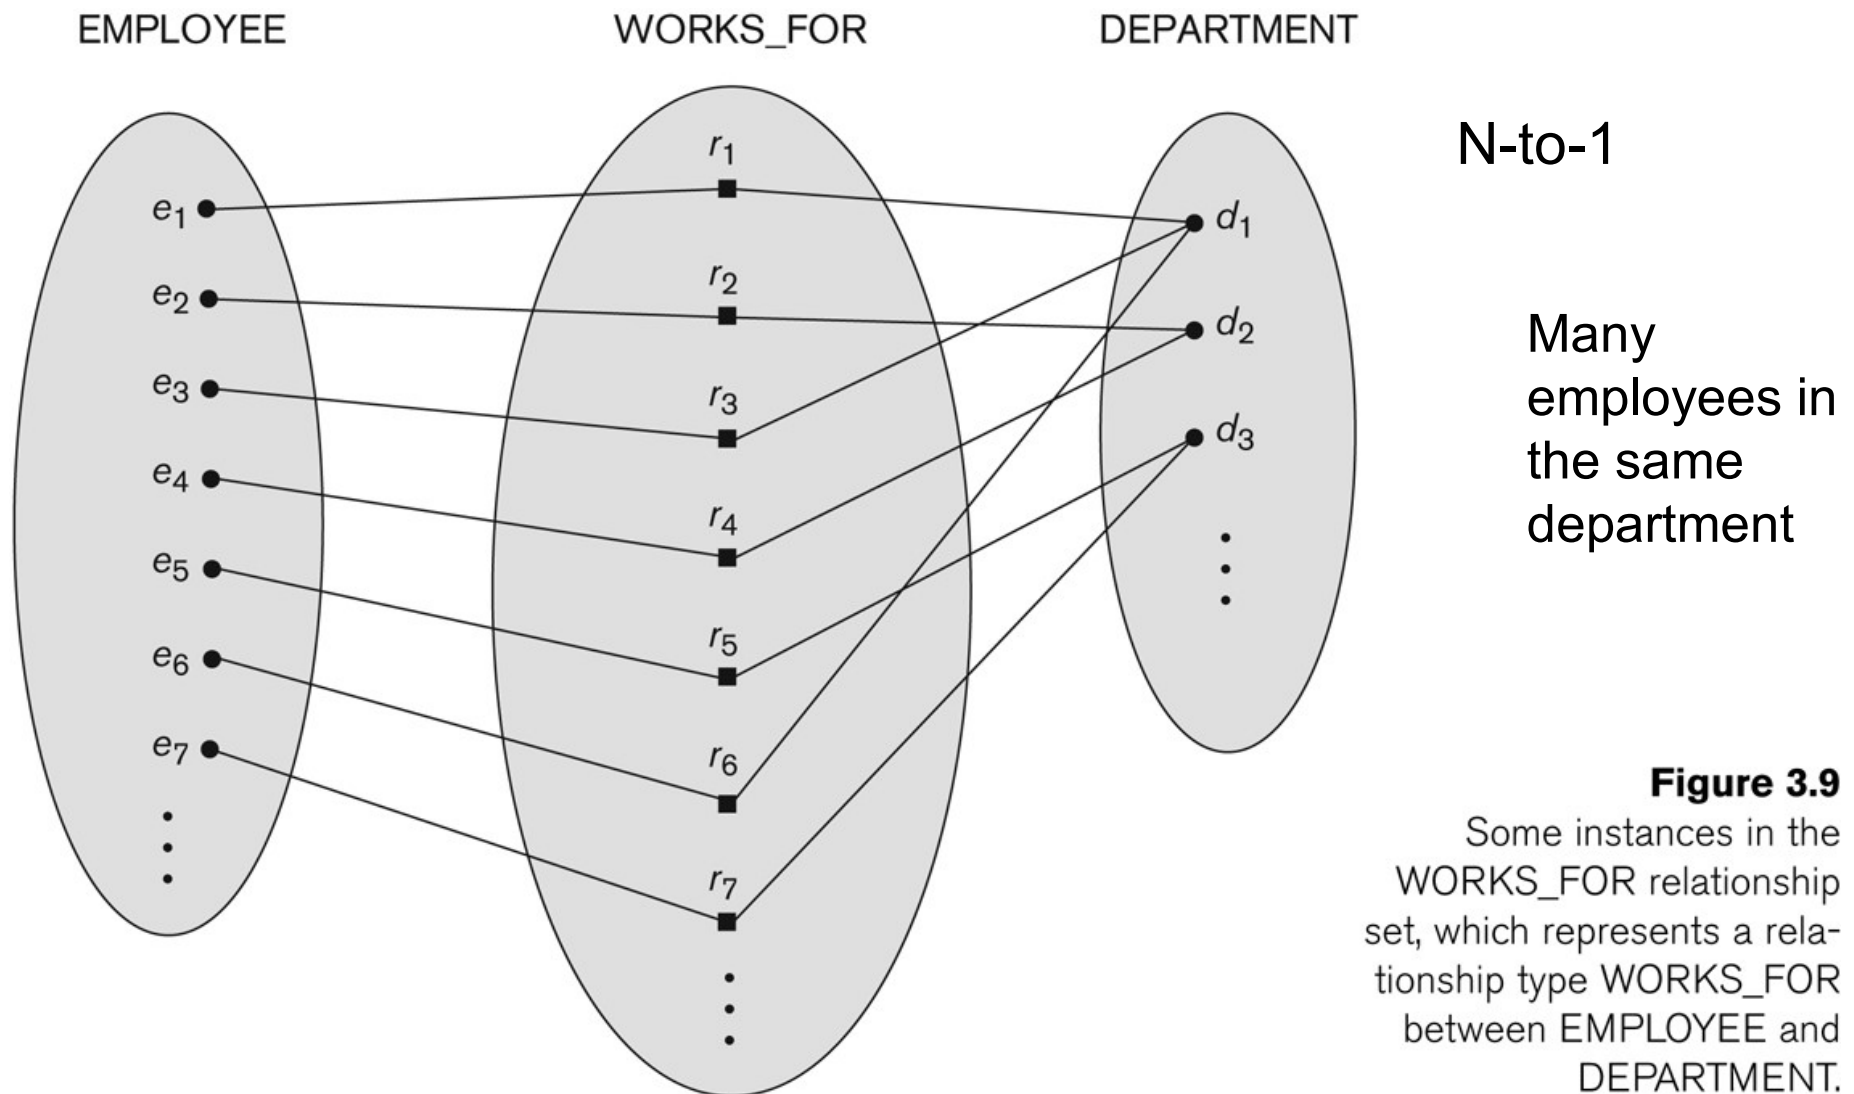 EMPLOYEE WORKS_FOR DEPARTMENT
N-to-1
e1
e2
e3
e4
e5
e6
e7
r1
r2
r3
r4
r5
r6
r7
d1
d2
d3
Many
employees in
the same
department
Figure 3.9
Some instances in the
WORKS_FOR relationship
set, which represents a rela-
tionship type WORKS_FOR
between EMPLOYEE and
DEPARTMENT.